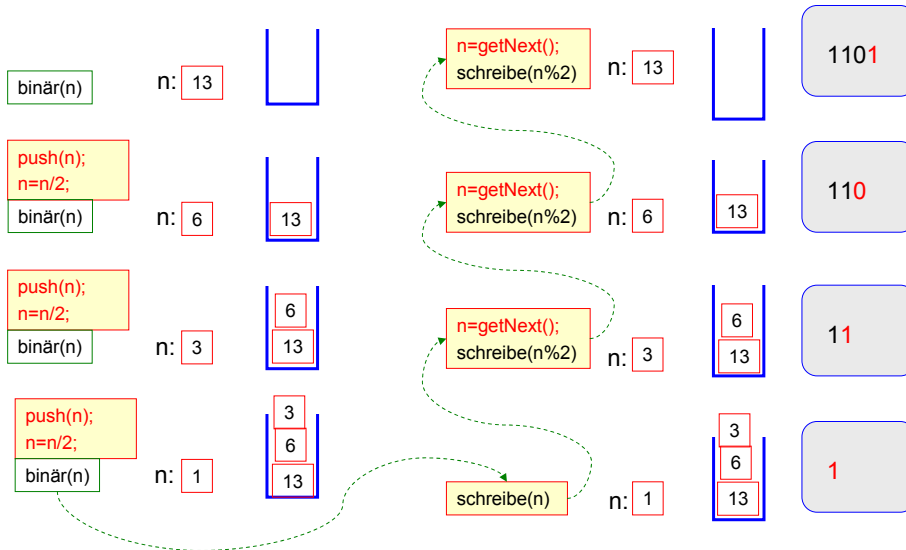 binär(n)
n: 13
n=getNext();
schreibe(n%2)
n: 13
1101
push(n);
n=n/2;
binär(n)
n: 6
13
n=getNext();
schreibe(n%2)
n: 6
13
110
push(n);
n=n/2;
binär(n)
n: 3
6
13
n=getNext();
schreibe(n%2)
n: 3
6
13
11
push(n);
n=n/2;
binär(n)
n: 1
3
6
13
schreibe(n)
n: 1
3
6
13
1